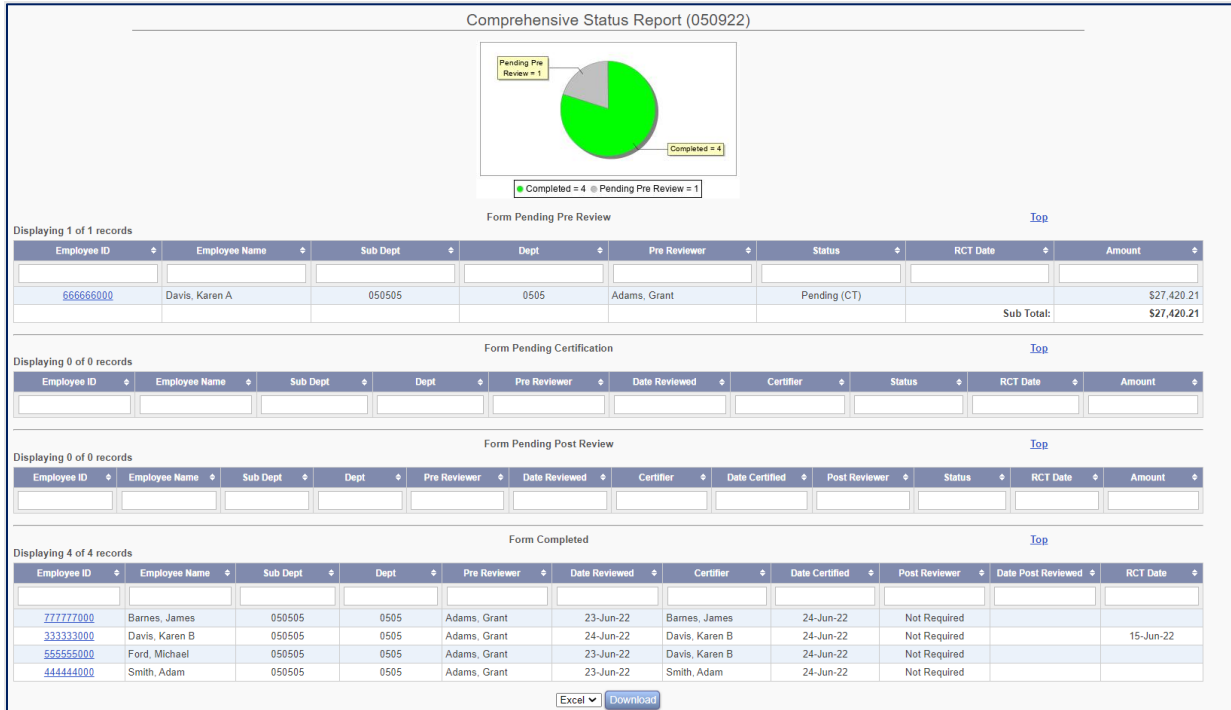 Comprehensive Status Report (050922)
Pending Pre
Review = 1
Completed = 4
Completed = 4 Pending Pre Review = 1
Form Pending Pre Review Top
Displaying 1 of 1 records
Employee ID Employee Name Sub Dept Dept Pre Reviewer Status RCT Date Amount
666666000 Davis, Karen A 050505 0505 Adams, Grant Pending (CT) $27,420.21
Sub Total: $27,420.21
Form Pending Certification Top
Displaying 0 of 0 records
Employee ID Employee Name Sub Dept Dept Pre Reviewer Date Reviewed Certifier Status RCT Date Amount
Form Pending Post Review Top
Displaying 0 of 0 records
Employee ID Employee Name Sub Dept Dept Pre Reviewer Date Reviewed Certifier Date Certified Post Reviewer Status RCT Date Amount
Form Completed Top
Displaying 4 of 4 records
Employee ID Employee Name Sub Dept Dept Pre Reviewer Date Reviewed Certifier Date Certified Post Reviewer Date Post Reviewed RCT Date
777777000 Barnes, James 050505 0505 Adams, Grant 23-Jun-22 Barnes, James 24-Jun-22 Not Required
333333000 Davis, Karen B 050505 0505 Adams, Grant 24-Jun-22 Davis, Karen B 24-Jun-22 Not Required 15-Jun-22
555555000 Ford, Michael 050505 0505 Adams, Grant 23-Jun-22 Davis, Karen B 24-Jun-22 Not Required
444444000 Smith, Adam 050505 0505 Adams, Grant 23-Jun-22 Smith, Adam 24-Jun-22 Not Required
Excel Download